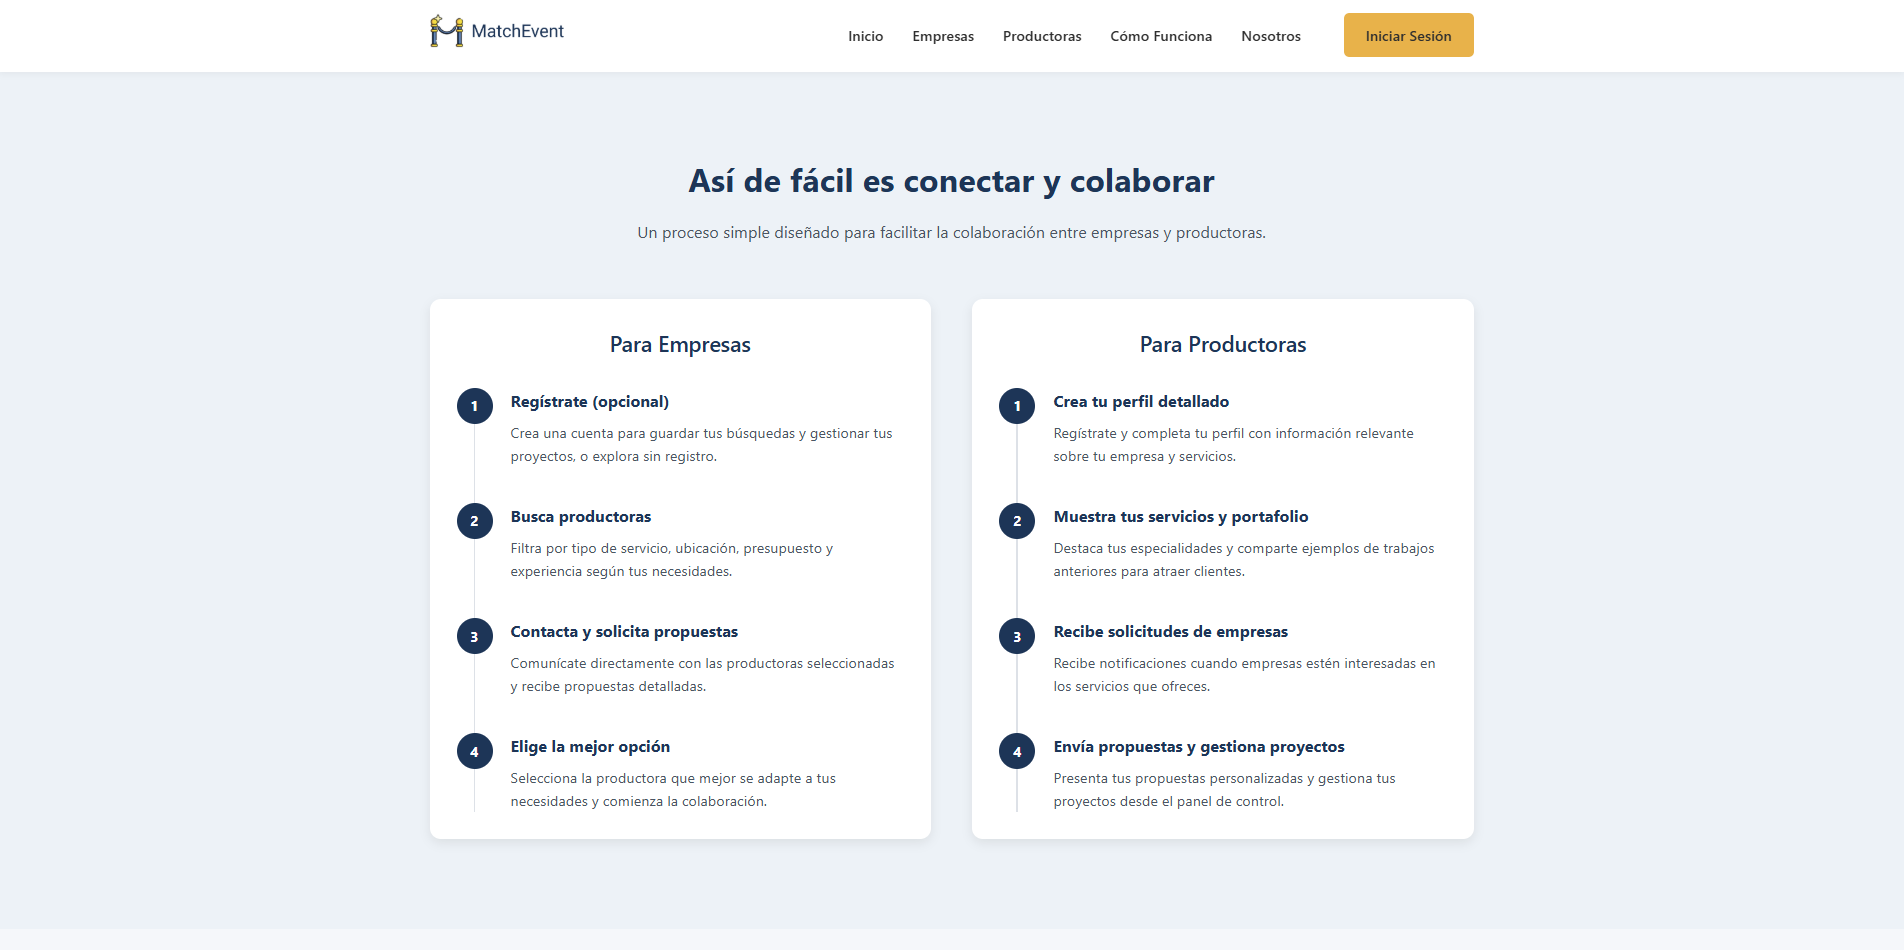 MatchEvent
Inicio
Empresas
Productoras
Cómo Funciona
Nosotros
Iniciar Sesión
Así de fácil es conectar y colaborar
Un proceso simple diseñado para facilitar la colaboración entre empresas y productoras.
Para Empresas
1
Regístrate (opcional)
Crea una cuenta para guardar tus búsquedas y gestionar tus
proyectos, o explora sin registro.
2
Busca productoras
Filtra por tipo de servicio, ubicación, presupuesto y
experiencia según tus necesidades.
3
Contacta y solicita propuestas
Comunícate directamente con las productoras seleccionadas
y recibe propuestas detalladas.
4
Elige la mejor opción
Selecciona la productora que mejor se adapte a tus
necesidades y comienza la colaboración.
Para Productoras
1
Crea tu perfil detallado
Regístrate y completa tu perfil con información relevante
sobre tu empresa y servicios.
2
Muestra tus servicios y portafolio
Destaca tus especialidades y comparte ejemplos de trabajos
anteriores para atraer clientes.
3
Recibe solicitudes de empresas
Recibe notificaciones cuando empresas estén interesadas en
los servicios que ofreces.
4
Envía propuestas y gestiona proyectos
Presenta tus propuestas personalizadas y gestiona tus
proyectos desde el panel de control.